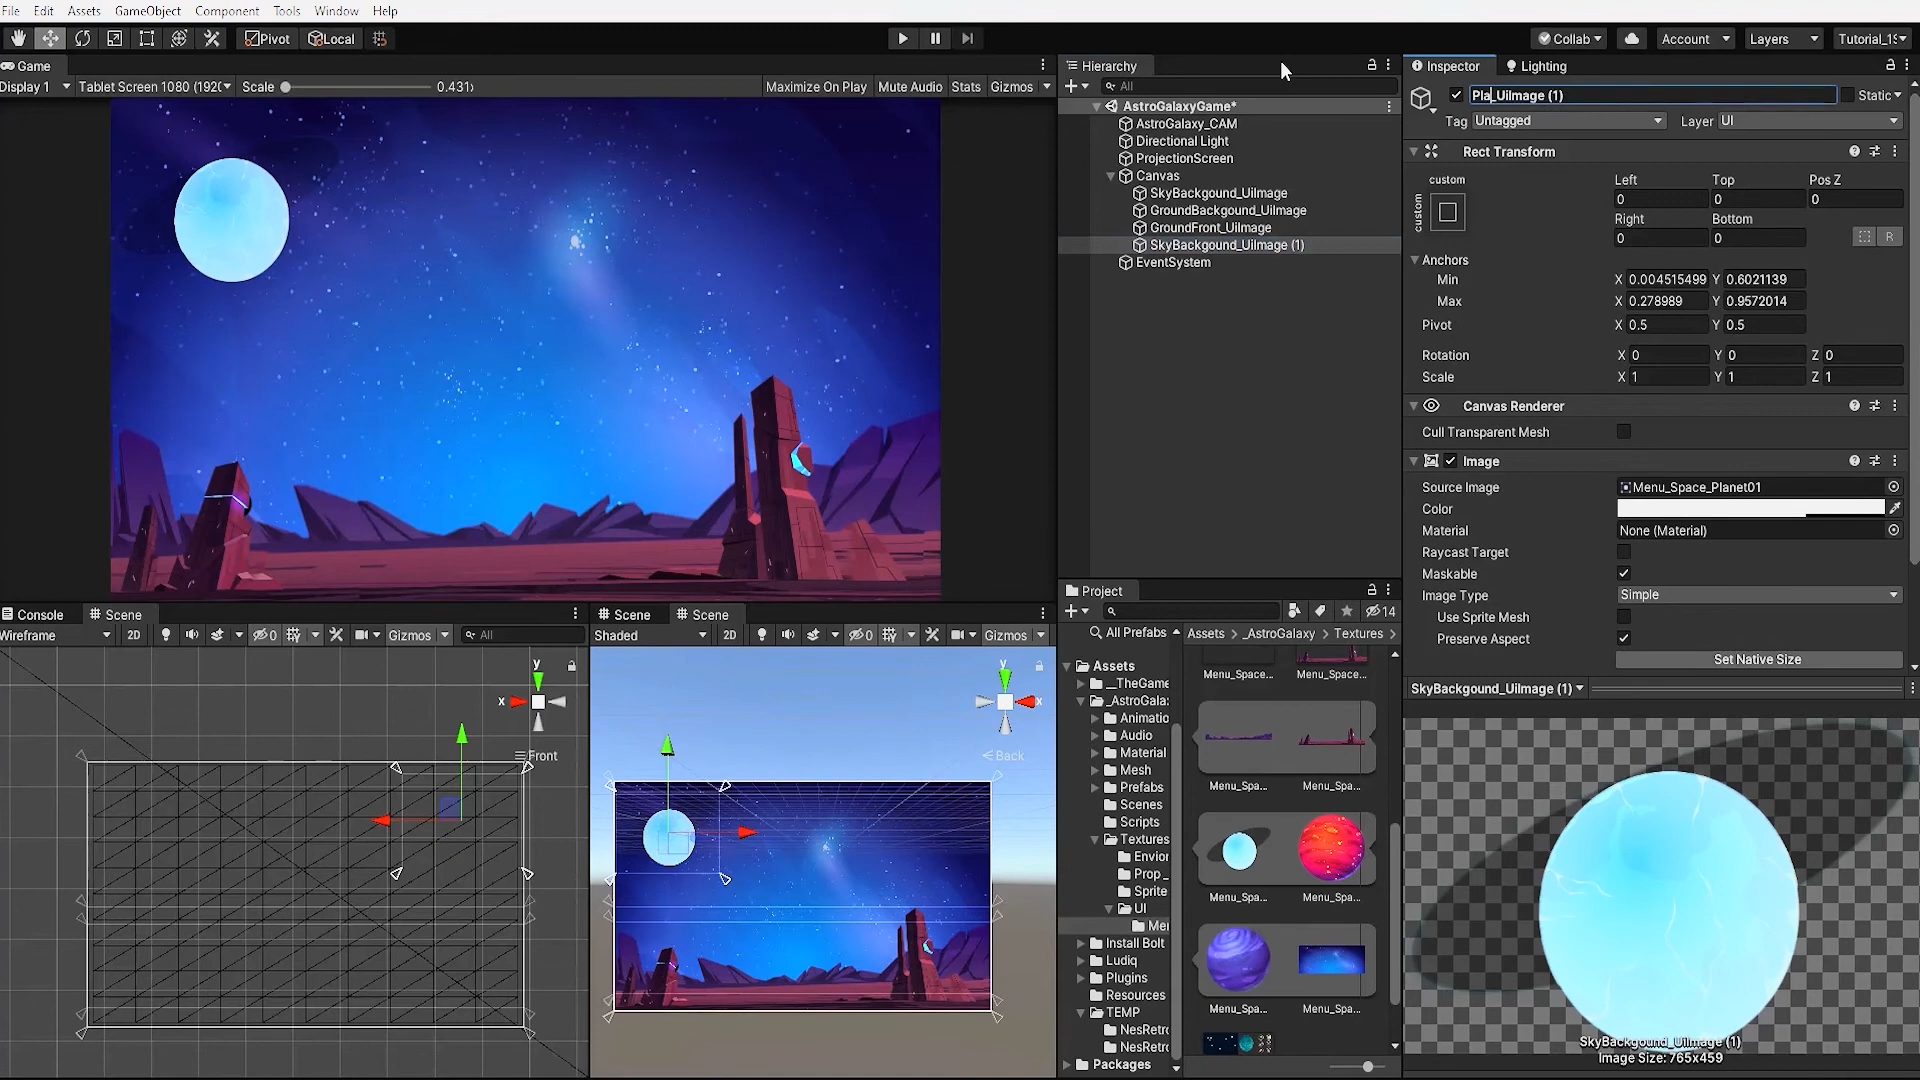 File Edit Assets GameObject Component Tools Window Help
Pivot Local Collab Account Layers Tutorial_1S
Game
Display 1 Tablet Screen 1080 (192( Scale 0.431) Maximize On Play Mute Audio Stats Gizmos
Hierarchy
All
AstroGalaxyGame*
AstroGalaxy_CAM
Directional Light
ProjectionScreen
Canvas
SkyBackgound_UiImage
GroundBackgound_UiImage
GroundFront_UiImage
SkyBackgound_UiImage (1)
EventSystem
Inspector Lighting
Pla_UiImage (1) Static
Tag Untagged Layer UI
Rect Transform
custom Left Top Pos Z
custom 0 0 0
Right Bottom
0 0 R
Anchors
Min X 0.004515499 Y 0.6021139
Max X 0.278989 Y 0.9572014
Pivot X 0.5 Y 0.5
Rotation X 0 Y 0 Z 0
Scale X 1 Y 1 Z 1
Canvas Renderer
Cull Transparent Mesh
Image
Source Image Menu_Space_Planet01
Color
Material None (Material)
Raycast Target
Maskable
Image Type Simple
Use Sprite Mesh
Preserve Aspect
Set Native Size
SkyBackgound_UiImage (1)
SkyBackgound_UiImage (1)
Image Size: 765x459
Console Scene
Wireframe 2D 0 Gizmos All
y
x
Front
Scene Scene
Shaded 2D 0 Gizmos
y
x
Back
Project
14
All Prefabs Assets > _AstroGalaxy > Textures >
Assets
__TheGame
_AstroGala:
Animatio
Audio
Material
Mesh
Prefabs
Scenes
Scripts
Textures
Envior
Prop_
Sprite
UI
Mer
Install Bolt
Ludiq
Plugins
Resources
TEMP
NesRetro
NesRetro
Packages
Menu_Space... Menu_Space...
Menu_Spa... Menu_Spa...
Menu_Spa... Menu_Spa...
Menu_Spa... Menu_Spa...